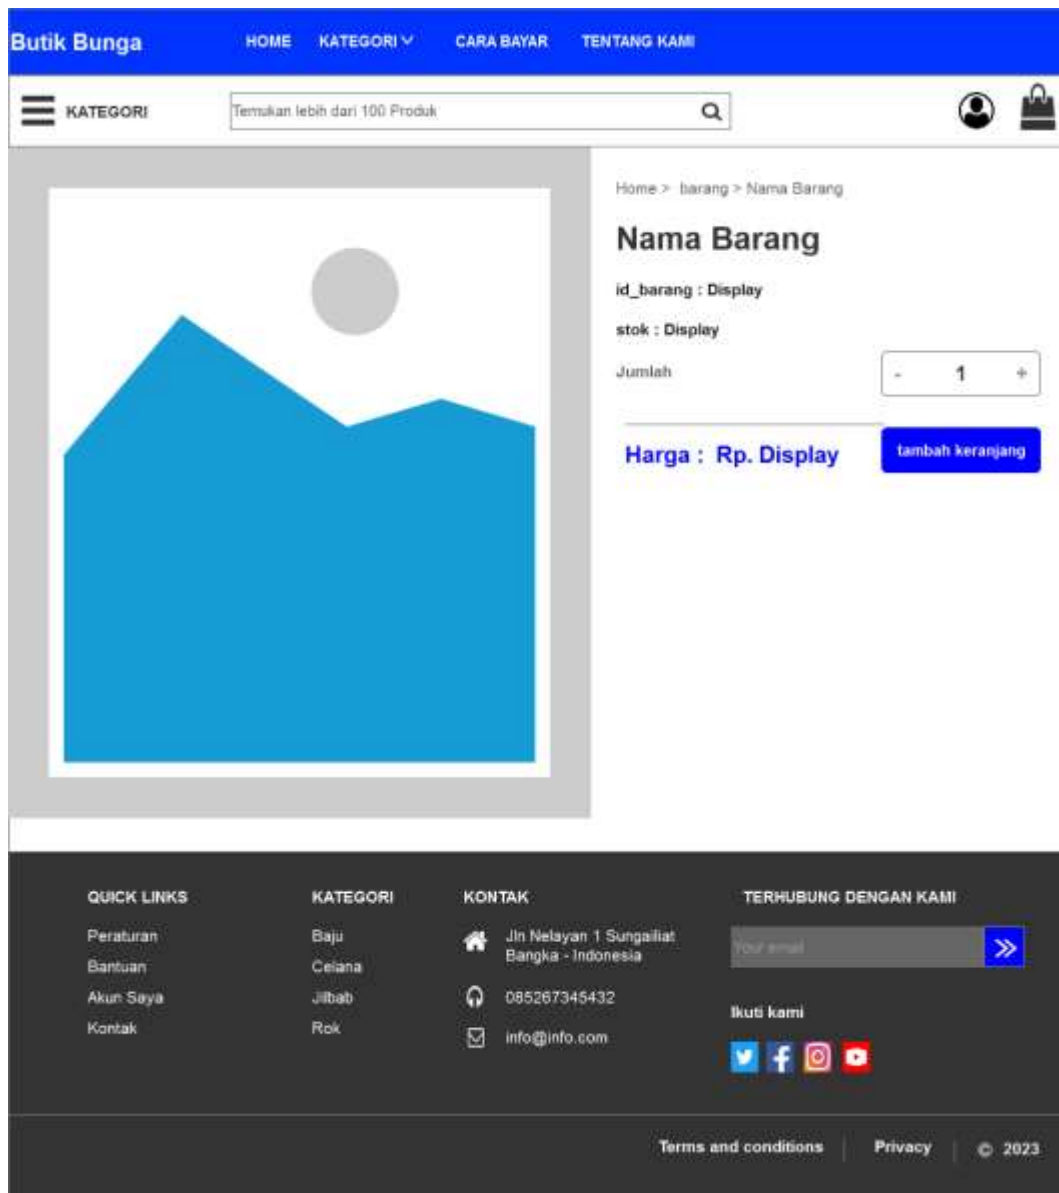 Butik Bunga
HOME KATEGORI CARA BAYAR TENTANG KAMI
KATEGORI
Temukan lebih dari 100 Produk
Home > barang > Nama Barang
Nama Barang
id_barang : Display
stok : Display
Jumlah
- 1 +
Harga : Rp. Display
tambah keranjang
QUICK LINKS
Peraturan
Bantuan
Akun Saya
Kontak
KATEGORI
Baju
Celana
Jilbab
Rok
KONTAK
Jln Nelayan 1 Sungailiat
Bangka - Indonesia
085267345432
info@info.com
TERHUBUNG DENGAN KAMI
Your email
Ikuti kami
Terms and conditions Privacy © 2023